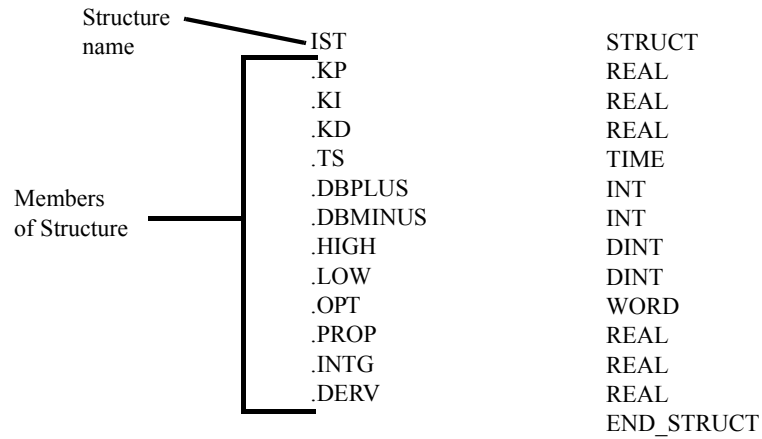 Structure
name
IST STRUCT
.KP REAL
.KI REAL
.KD REAL
.TS TIME
.DBPLUS INT
Members
of Structure
.DBMINUS INT
.HIGH DINT
.LOW DINT
.OPT WORD
.PROP REAL
.INTG REAL
.DERV REAL
END_STRUCT